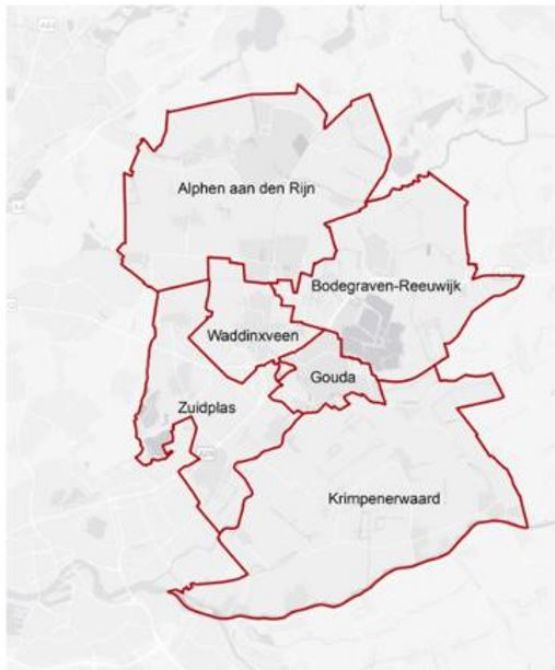 Alphen aan den Rijn
Bodegraven-Reeuwijk
Waddinxveen
Gouda
Zuidplas
Krimpenerwaard